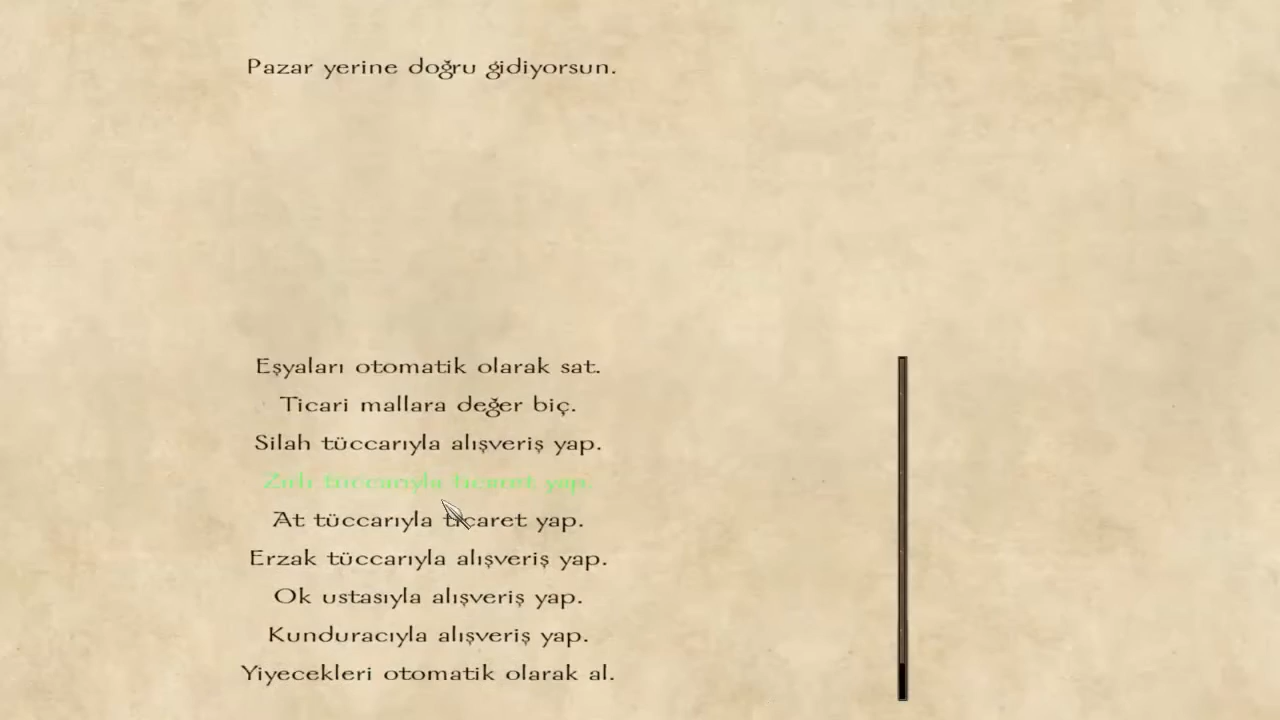 Pazar yerine doğru gidiyorsun.
Eşyaları otomatik olarak sat.
Ticari mallara değer biç.
Silah tüccarıyla alışveriş yap.
Zırh tüccarıyla ticaret yap.
At tüccarıyla ticaret yap.
Erzak tüccarıyla alışveriş yap.
Ok ustasıyla alışveriş yap.
Kunduracıyla alışveriş yap.
Yiyecekleri otomatik olarak al.